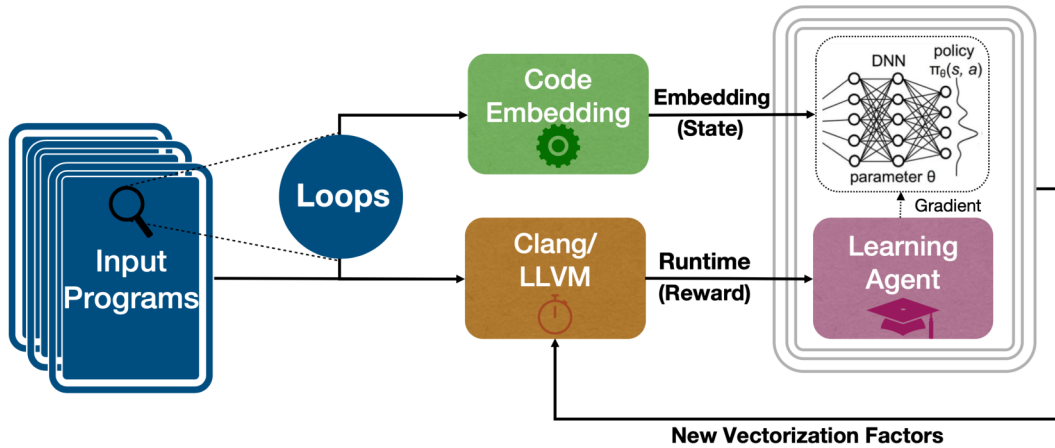 Input
Programs
Loops
Code
Embedding
Embedding
(State)
DNN
policy
πθ(s, a)
parameter θ
Gradient
Clang/
LLVM
Runtime
(Reward)
Learning
Agent
New Vectorization Factors